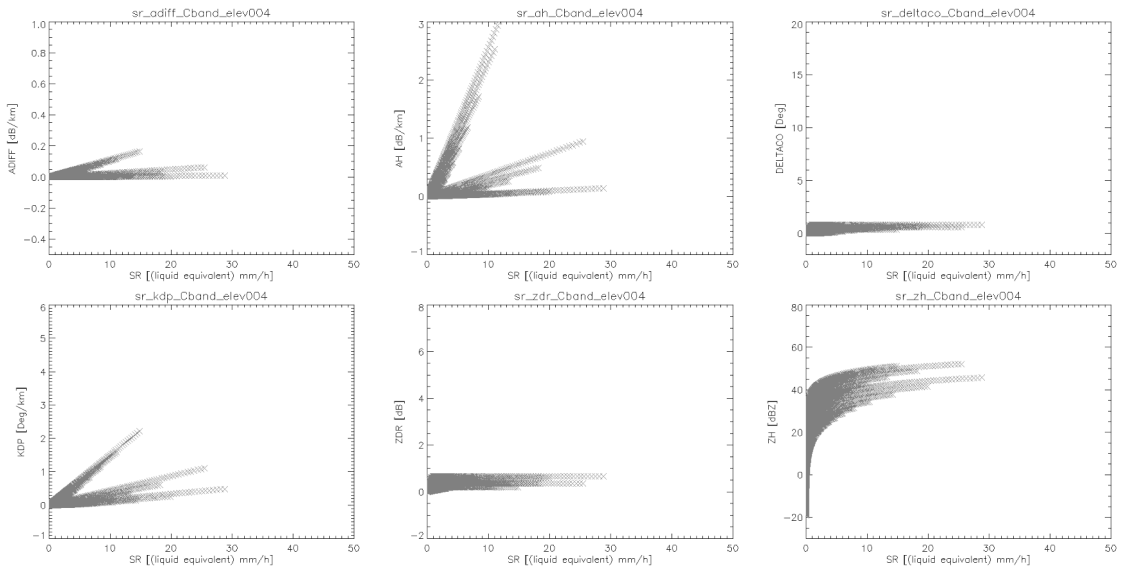 sr_adiff_Cband_elev004
1.0
0.8
0.6
0.4
0.2
0.0
-0.2
-0.4
ADIFF [dB/km]
0 10 20 30 40 50
SR [(liquid equivalent) mm/h]
sr_ah_Cband_elev004
3
2
1
0
-1
AH [dB/km]
0 10 20 30 40 50
SR [(liquid equivalent) mm/h]
sr_deltaco_Cband_elev004
20
15
10
5
0
DELTACO [Deg]
0 10 20 30 40 50
SR [(liquid equivalent) mm/h]
sr_kdp_Cband_elev004
6
5
4
3
2
1
0
-1
KDP [Deg/km]
0 10 20 30 40 50
SR [(liquid equivalent) mm/h]
sr_zdr_Cband_elev004
8
6
4
2
0
-2
ZDR [dB]
0 10 20 30 40 50
SR [(liquid equivalent) mm/h]
sr_zh_Cband_elev004
80
60
40
20
0
-20
ZH [dBZ]
0 10 20 30 40 50
SR [(liquid equivalent) mm/h]